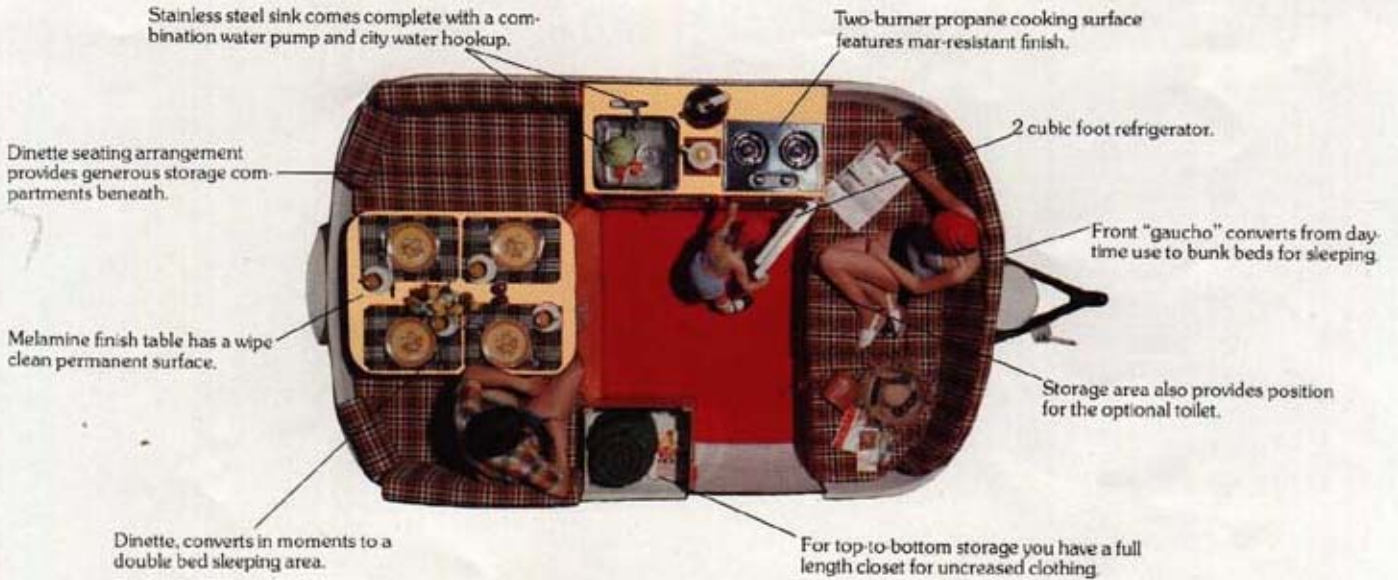 Stainless steel sink comes complete with a com-
bination water pump and city water hookup.
Two-burner propane cooking surface
features mar-resistant finish.
2 cubic foot refrigerator.
Dinette seating arrangement
provides generous storage com-
partments beneath.
Front "gaucho" converts from day-
time use to bunk beds for sleeping.
Melamine finish table has a wipe
clean permanent surface.
Storage area also provides position
for the optional toilet.
Dinette, converts in moments to a
double bed sleeping area.
For top-to-bottom storage you have a full
length closet for uncreased clothing.